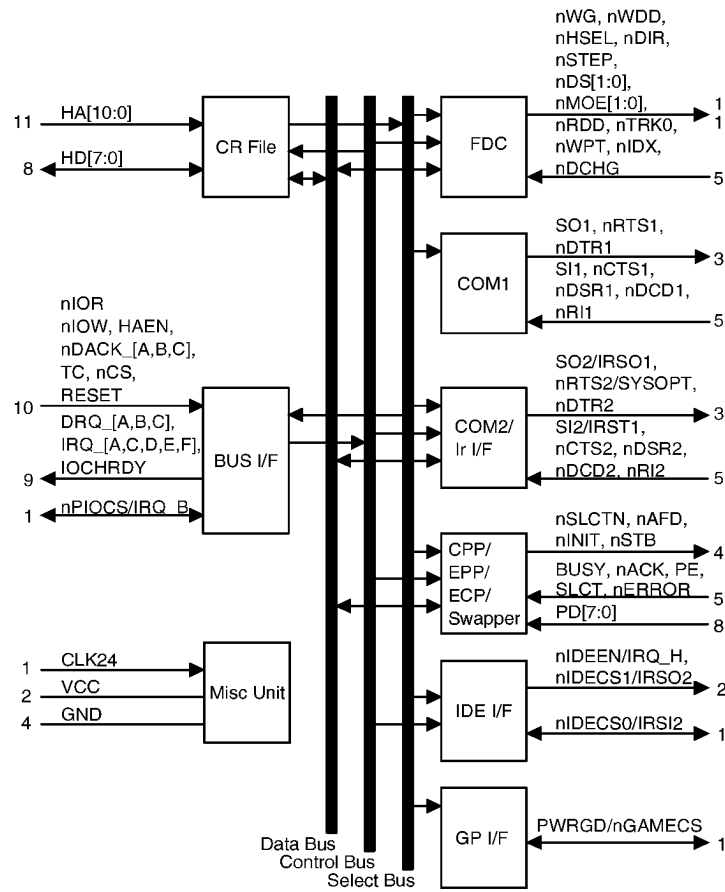 nWG, nWDD,
nHSEL, nDIR,
nSTEP,
nDS[1:0],
nMOE[1:0],
nRDD, nTRK0,
nWPT, nIDX,
nDCHG
1
1
5
11
HA[10:0]
8
HD[7:0]
CR File
FDC
SO1, nRTS1,
nDTR1
SI1, nCTS1,
nDSR1, nDCD1,
nRI1
3
5
COM1
nIOR
nIOW, HAEN,
nDACK_[A,B,C],
TC, nCS,
RESET
DRQ_[A,B,C],
IRQ_[A,C,D,E,F],
IOCHRDY
nPIOCS/IRQ_B
10
9
1
BUS I/F
COM2/
Ir I/F
SO2/IRSO1,
nRTS2/SYSOPT,
nDTR2
SI2/IRST1,
nCTS2, nDSR2,
nDCD2, nRI2
3
5
CPP/
EPP/
ECP/
Swapper
nSLCTN, nAFD,
nINIT, nSTB
BUSY, nACK, PE,
SLCT, nERROR
PD[7:0]
4
5
8
1
CLK24
2
VCC
4
GND
Misc Unit
IDE I/F
nIDEEN/IRQ_H,
nIDECS1/IRSO2
nIDECS0/IRSI2
2
1
GP I/F
PWRGD/nGAMECS
1
Data Bus
Control Bus
Select Bus